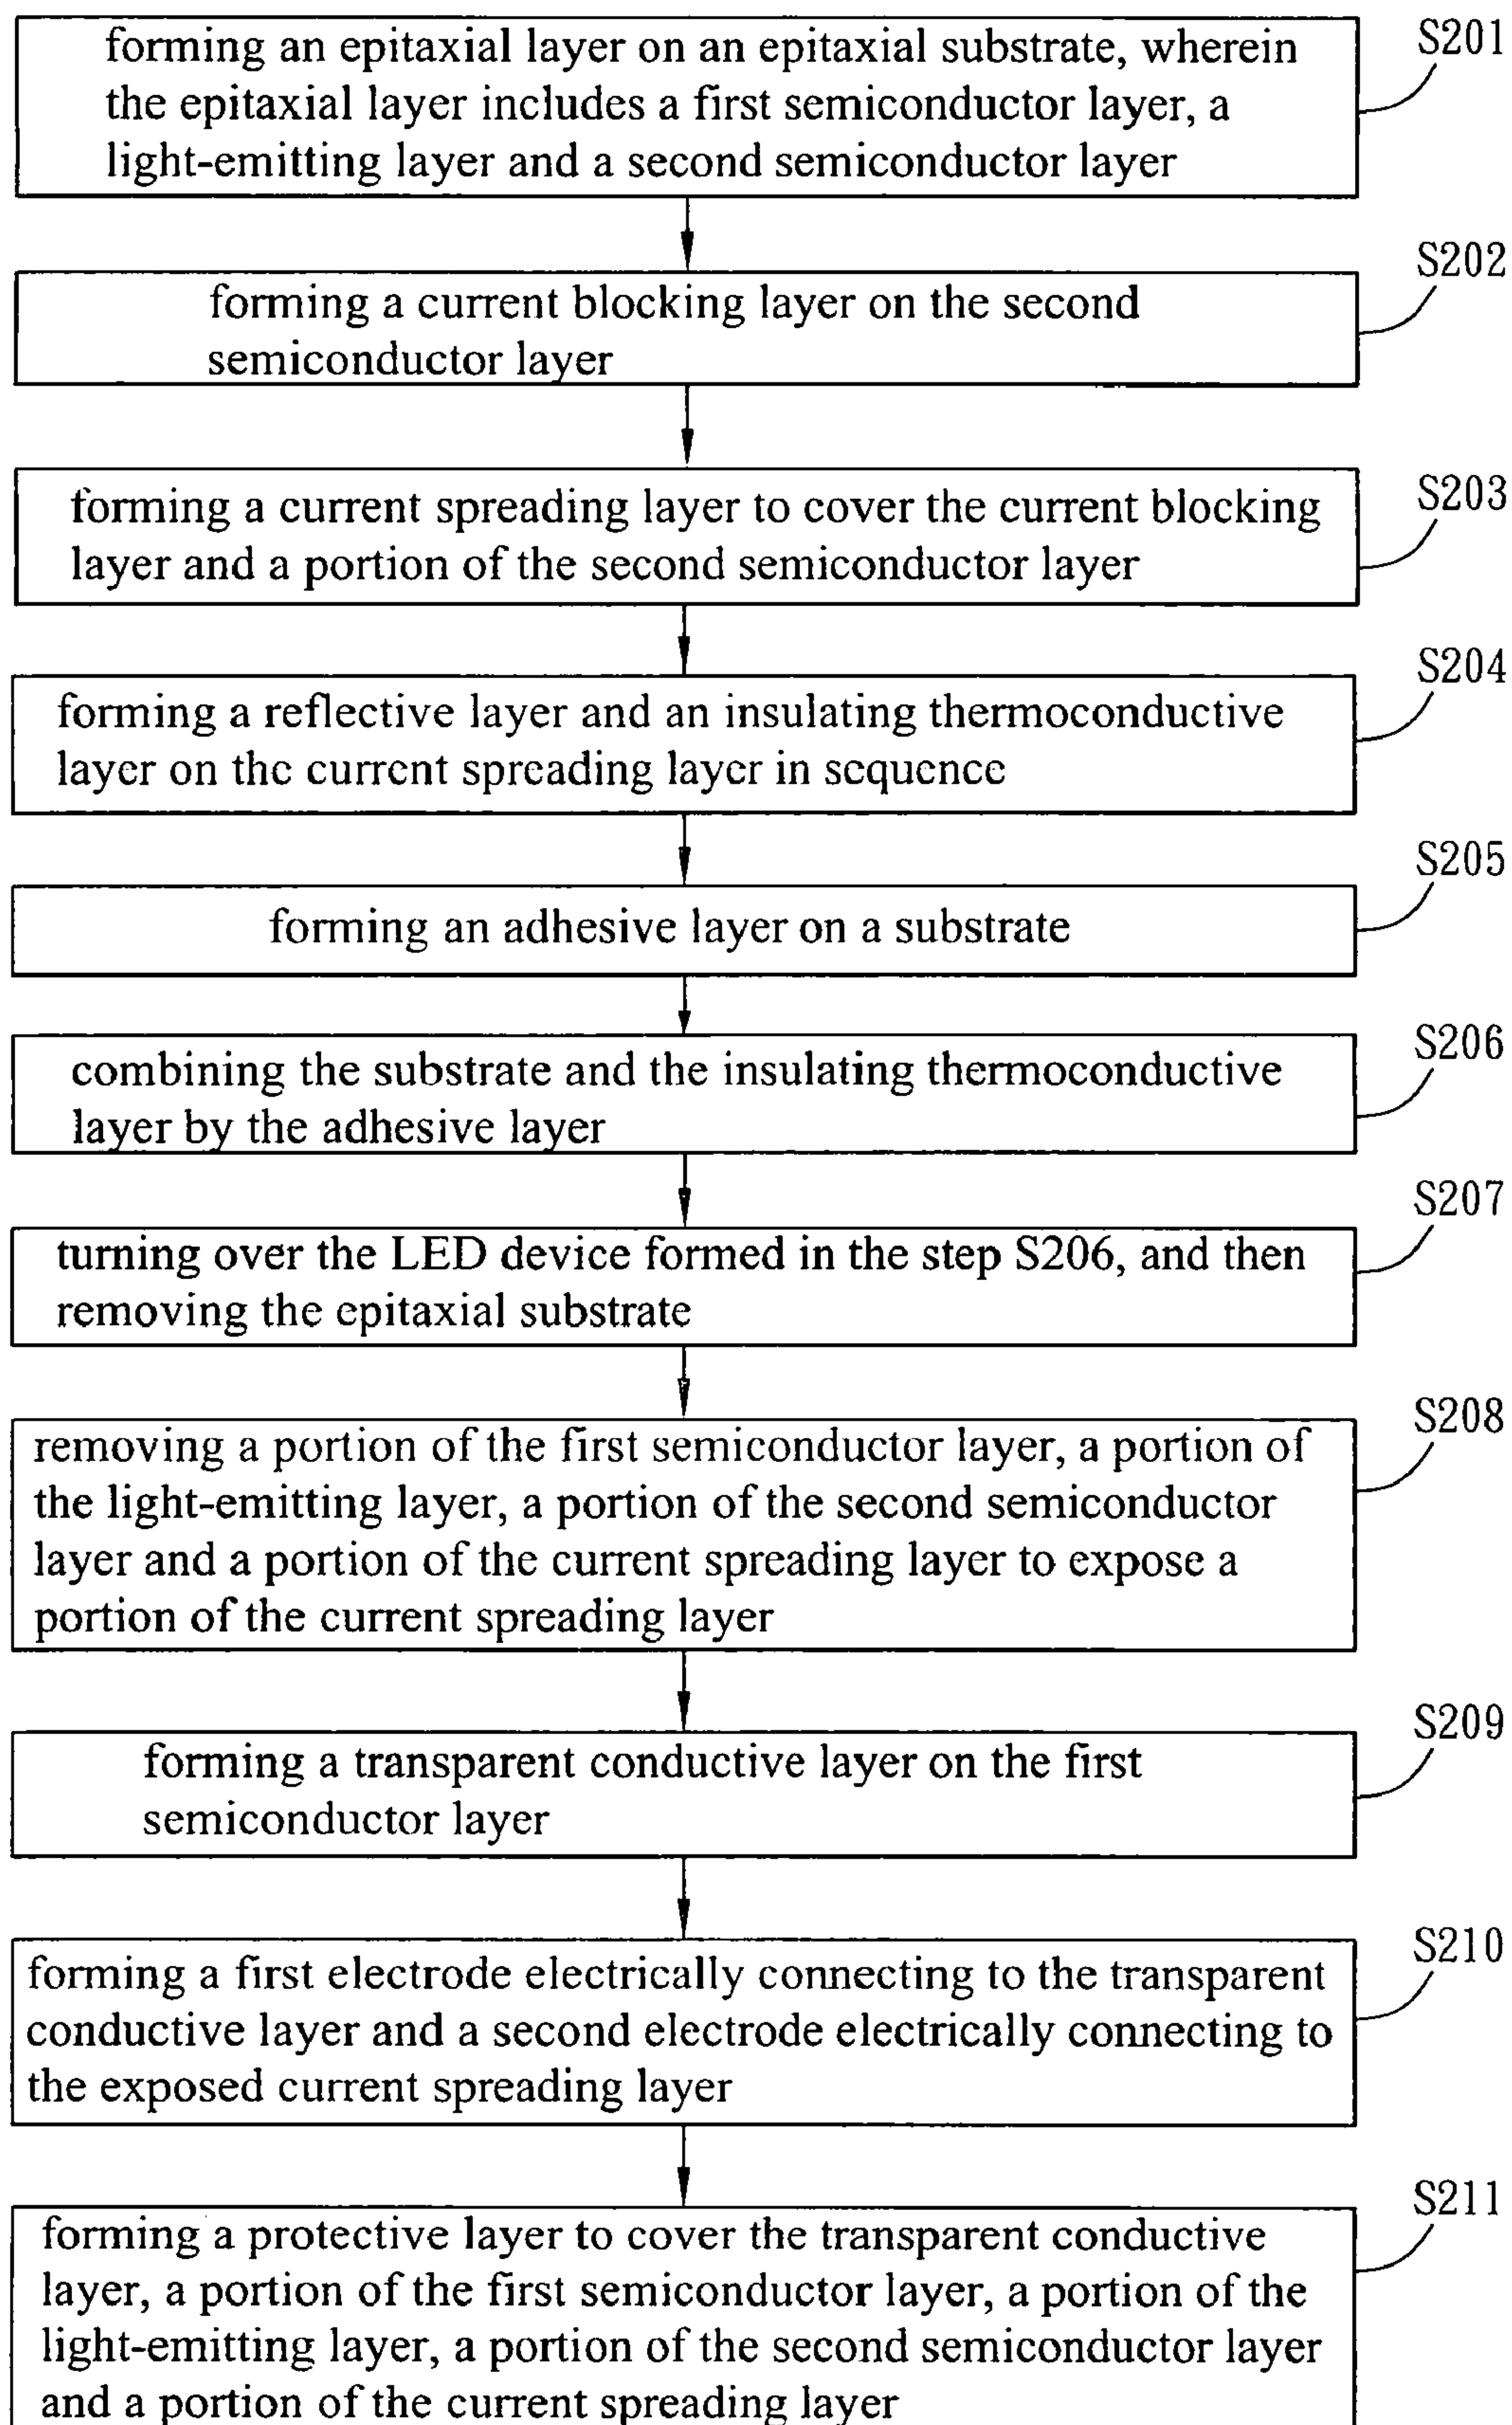 forming an epitaxial layer on an epitaxial substrate, wherein
the epitaxial layer includes a first semiconductor layer, a
light-emitting layer and a second semiconductor layer
S201
forming a current blocking layer on the second
semiconductor layer
S202
forming a current spreading layer to cover the current blocking
layer and a portion of the second semiconductor layer
S203
forming a reflective layer and an insulating thermoconductive
layer on the current spreading layer in sequence
S204
forming an adhesive layer on a substrate
S205
combining the substrate and the insulating thermoconductive
layer by the adhesive layer
S206
turning over the LED device formed in the step S206, and then
removing the epitaxial substrate
S207
removing a portion of the first semiconductor layer, a portion of
the light-emitting layer, a portion of the second semiconductor
layer and a portion of the current spreading layer to expose a
portion of the current spreading layer
S208
forming a transparent conductive layer on the first
semiconductor layer
S209
forming a first electrode electrically connecting to the transparent
conductive layer and a second electrode electrically connecting to
the exposed current spreading layer
S210
forming a protective layer to cover the transparent conductive
layer, a portion of the first semiconductor layer, a portion of the
light-emitting layer, a portion of the second semiconductor layer
and a portion of the current spreading layer
S211